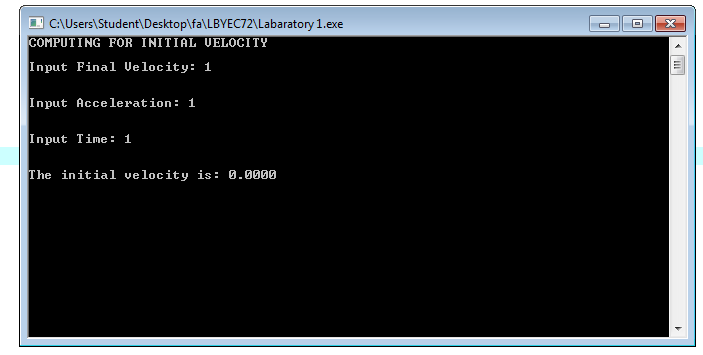 C:\Users\Student\Desktop\fa\LBYEC72\Labaratory 1.exe
COMPUTING FOR INITIAL VELOCITY
Input Final Velocity: 1
Input Acceleration: 1
Input Time: 1
The initial velocity is: 0.0000